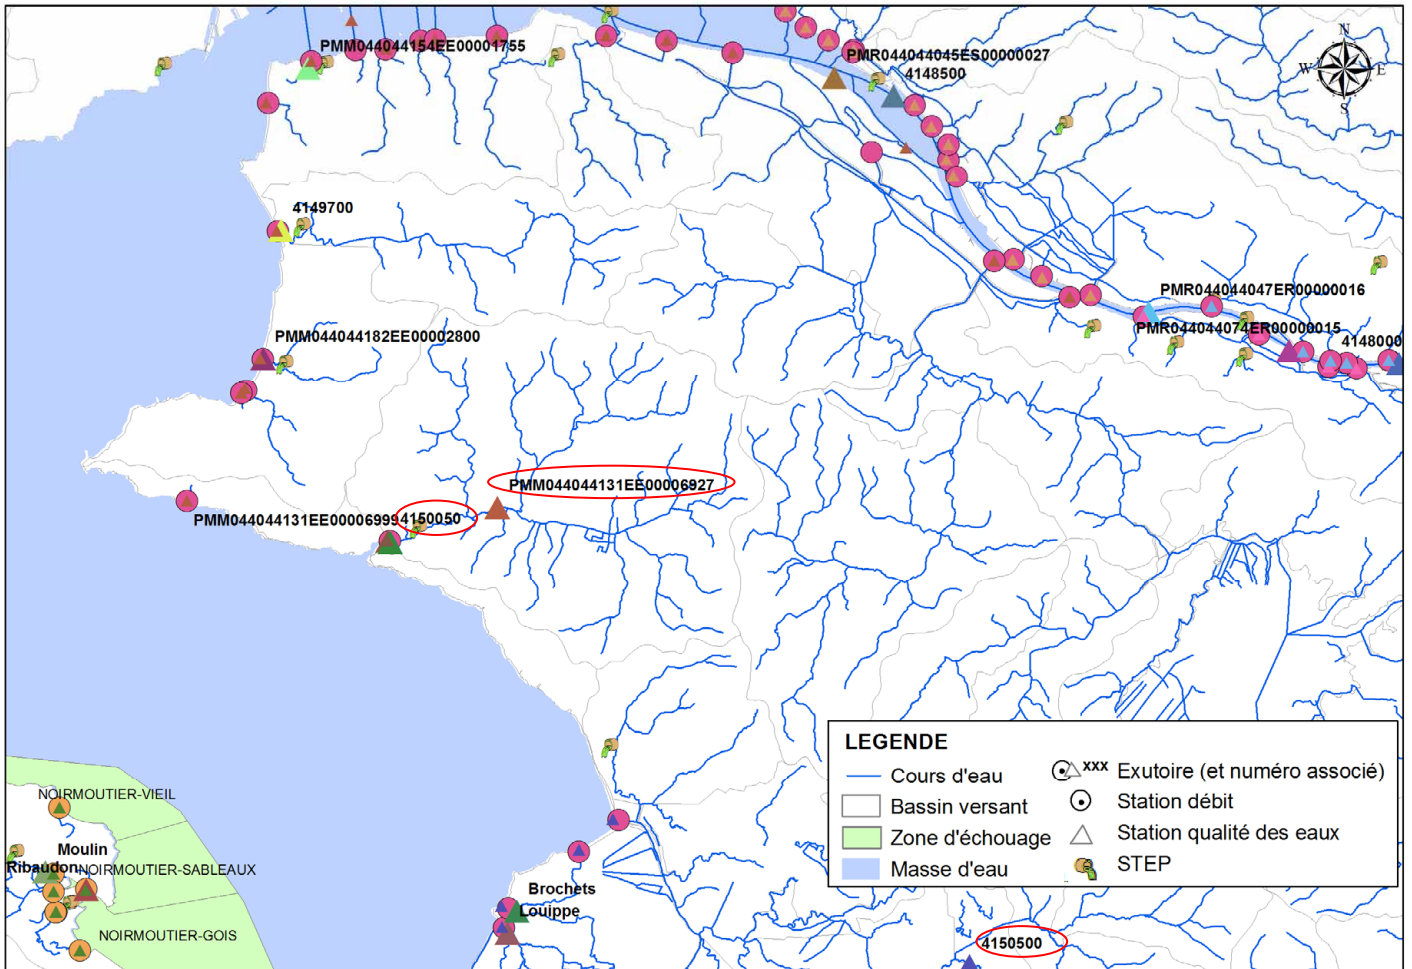 PMM044044154EE00001755
PMR044044045ES00000027
4148500
N
W
E
S
4149700
PMR044044047ER00000016
PMR044044074ER00000015
4148000
PMM044044182EE00002800
PMM044044131EE00006927
PMM044044131EE00006999
4150050
LEGENDE
Cours d'eau
Bassin versant
Zone d'échouage
Masse d'eau
xxx Exutoire (et numéro associé)
Station débit
Station qualité des eaux
STEP
NOIRMOUTIER-VIEIL
Moulin
Ribaudon
NOIRMOUTIER-SABLEAUX
NOIRMOUTIER-GOIS
Brochets
Louippe
4150500